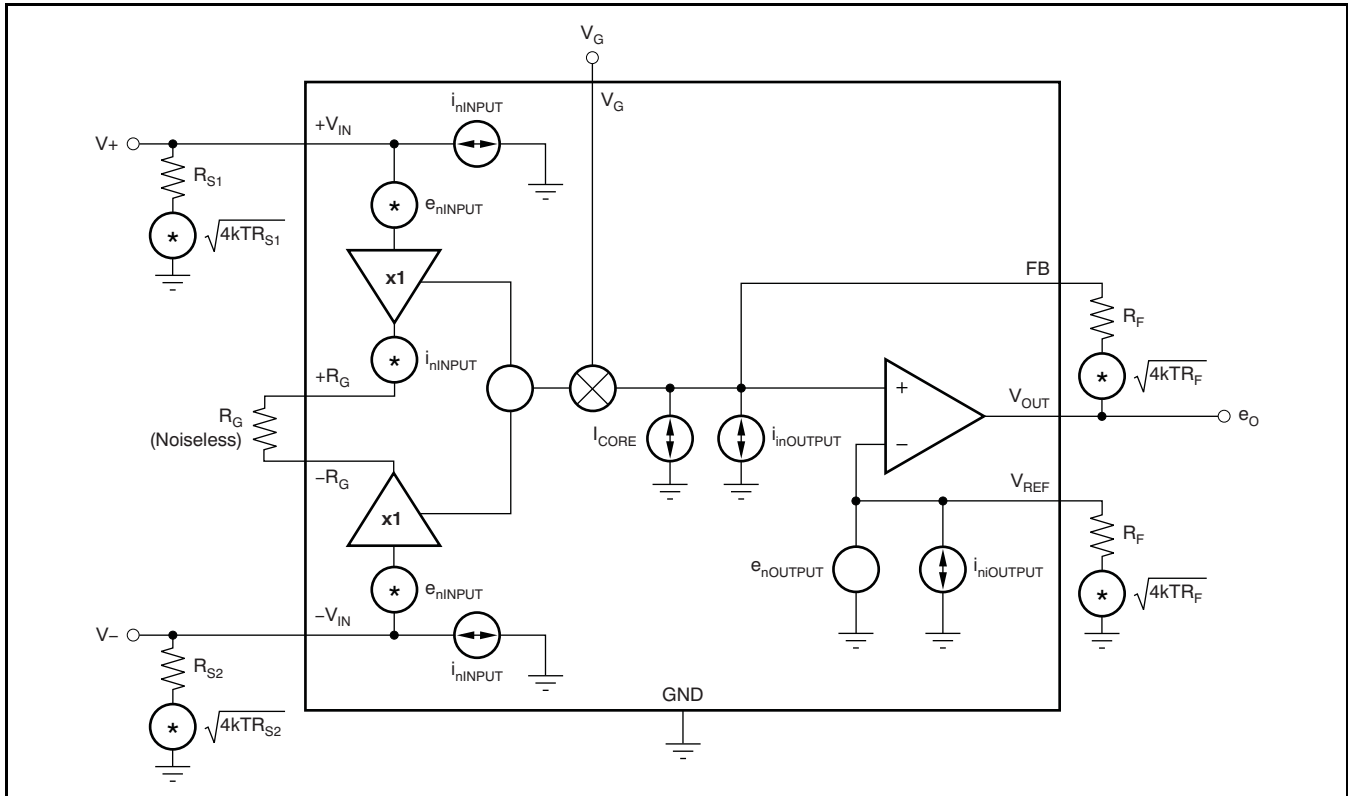 V_G
V_G
i_nINPUT
+V_IN
V+
R_S1
*
e_nINPUT
*
√4kTR_S1
x1
FB
R_F
*
i_nINPUT
+R_G
*
√4kTR_F
R_G
(Noiseless)
+
V_OUT
e_O
I_CORE
i_inOUTPUT
−
−R_G
V_REF
x1
R_F
e_nOUTPUT
i_niOUTPUT
*
e_nINPUT
*
√4kTR_F
−V_IN
V−
R_S2
i_nINPUT
GND
*
√4kTR_S2